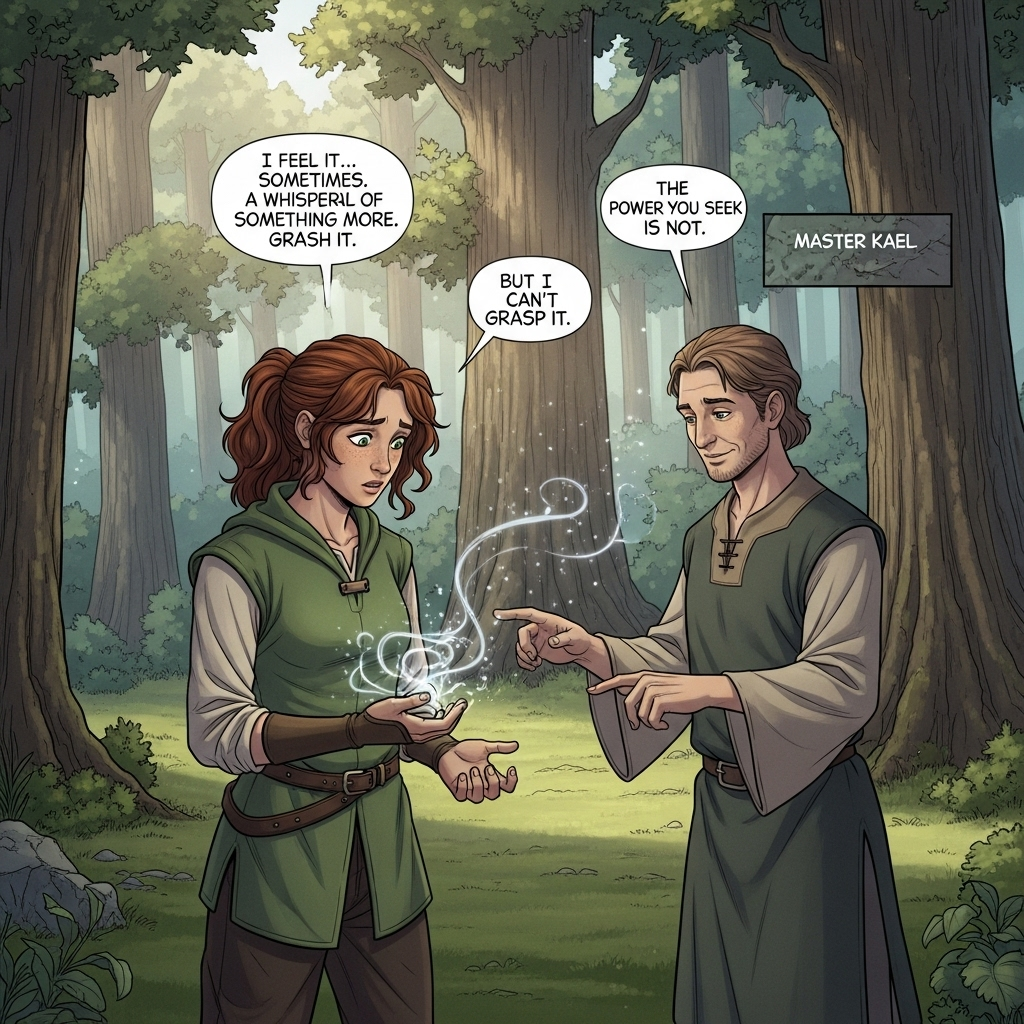 I FEEL IT...
SOMETIMES.
A WHISPERAL OF
SOMETHING MORE.
GRASH IT.
BUT I
CAN'T
GRASP IT.
THE
POWER YOU SEEK
IS NOT.
MASTER KAEL